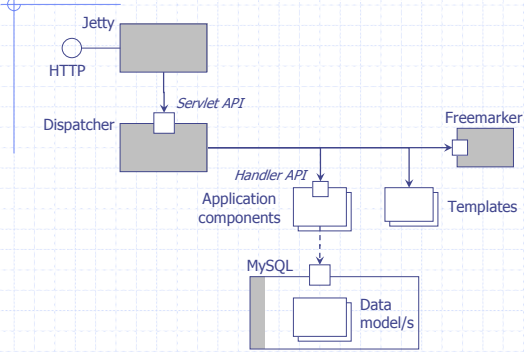 Jetty
HTTP
Servlet API
Dispatcher
Freemarker
Handler API
Application
components
Templates
MySQL
Data
model/s